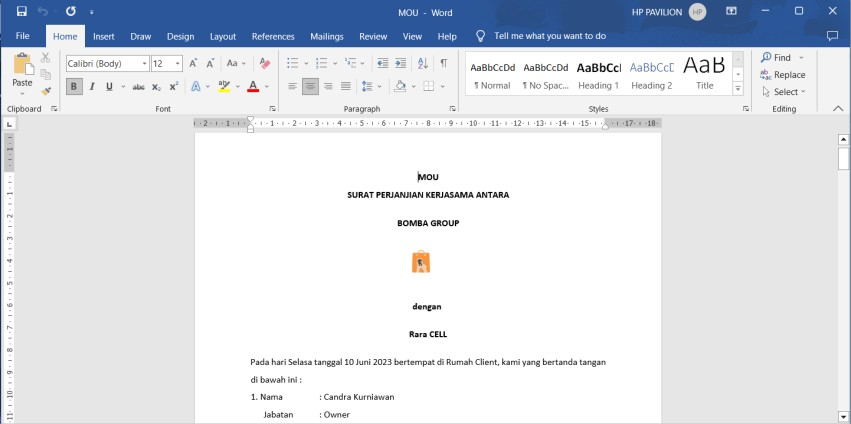 MOU - Word
HP PAVILION HP
File Home Insert Draw Design Layout References Mailings Review View Help Tell me what you want to do
Paste
Calibri (Body) 12
Aa
B I U abc X₂ X² A ab A
AaBbCcDd AaBbCcDd AaBbCcI AaBbCcC AaB
¶ Normal ¶ No Spac... Heading 1 Heading 2 Title
Find
Replace
Select
Clipboard Font Paragraph Styles Editing
2 1 1 2 3 4 5 6 7 8 9 10 11 12 13 14 15 17 18
MOU
SURAT PERJANJIAN KERJASAMA ANTARA
BOMBA GROUP
dengan
Rara CELL
Pada hari Selasa tanggal 10 Juni 2023 bertempat di Rumah Client, kami yang bertanda tangan
di bawah ini :
1. Nama : Candra Kurniawan
Jabatan : Owner